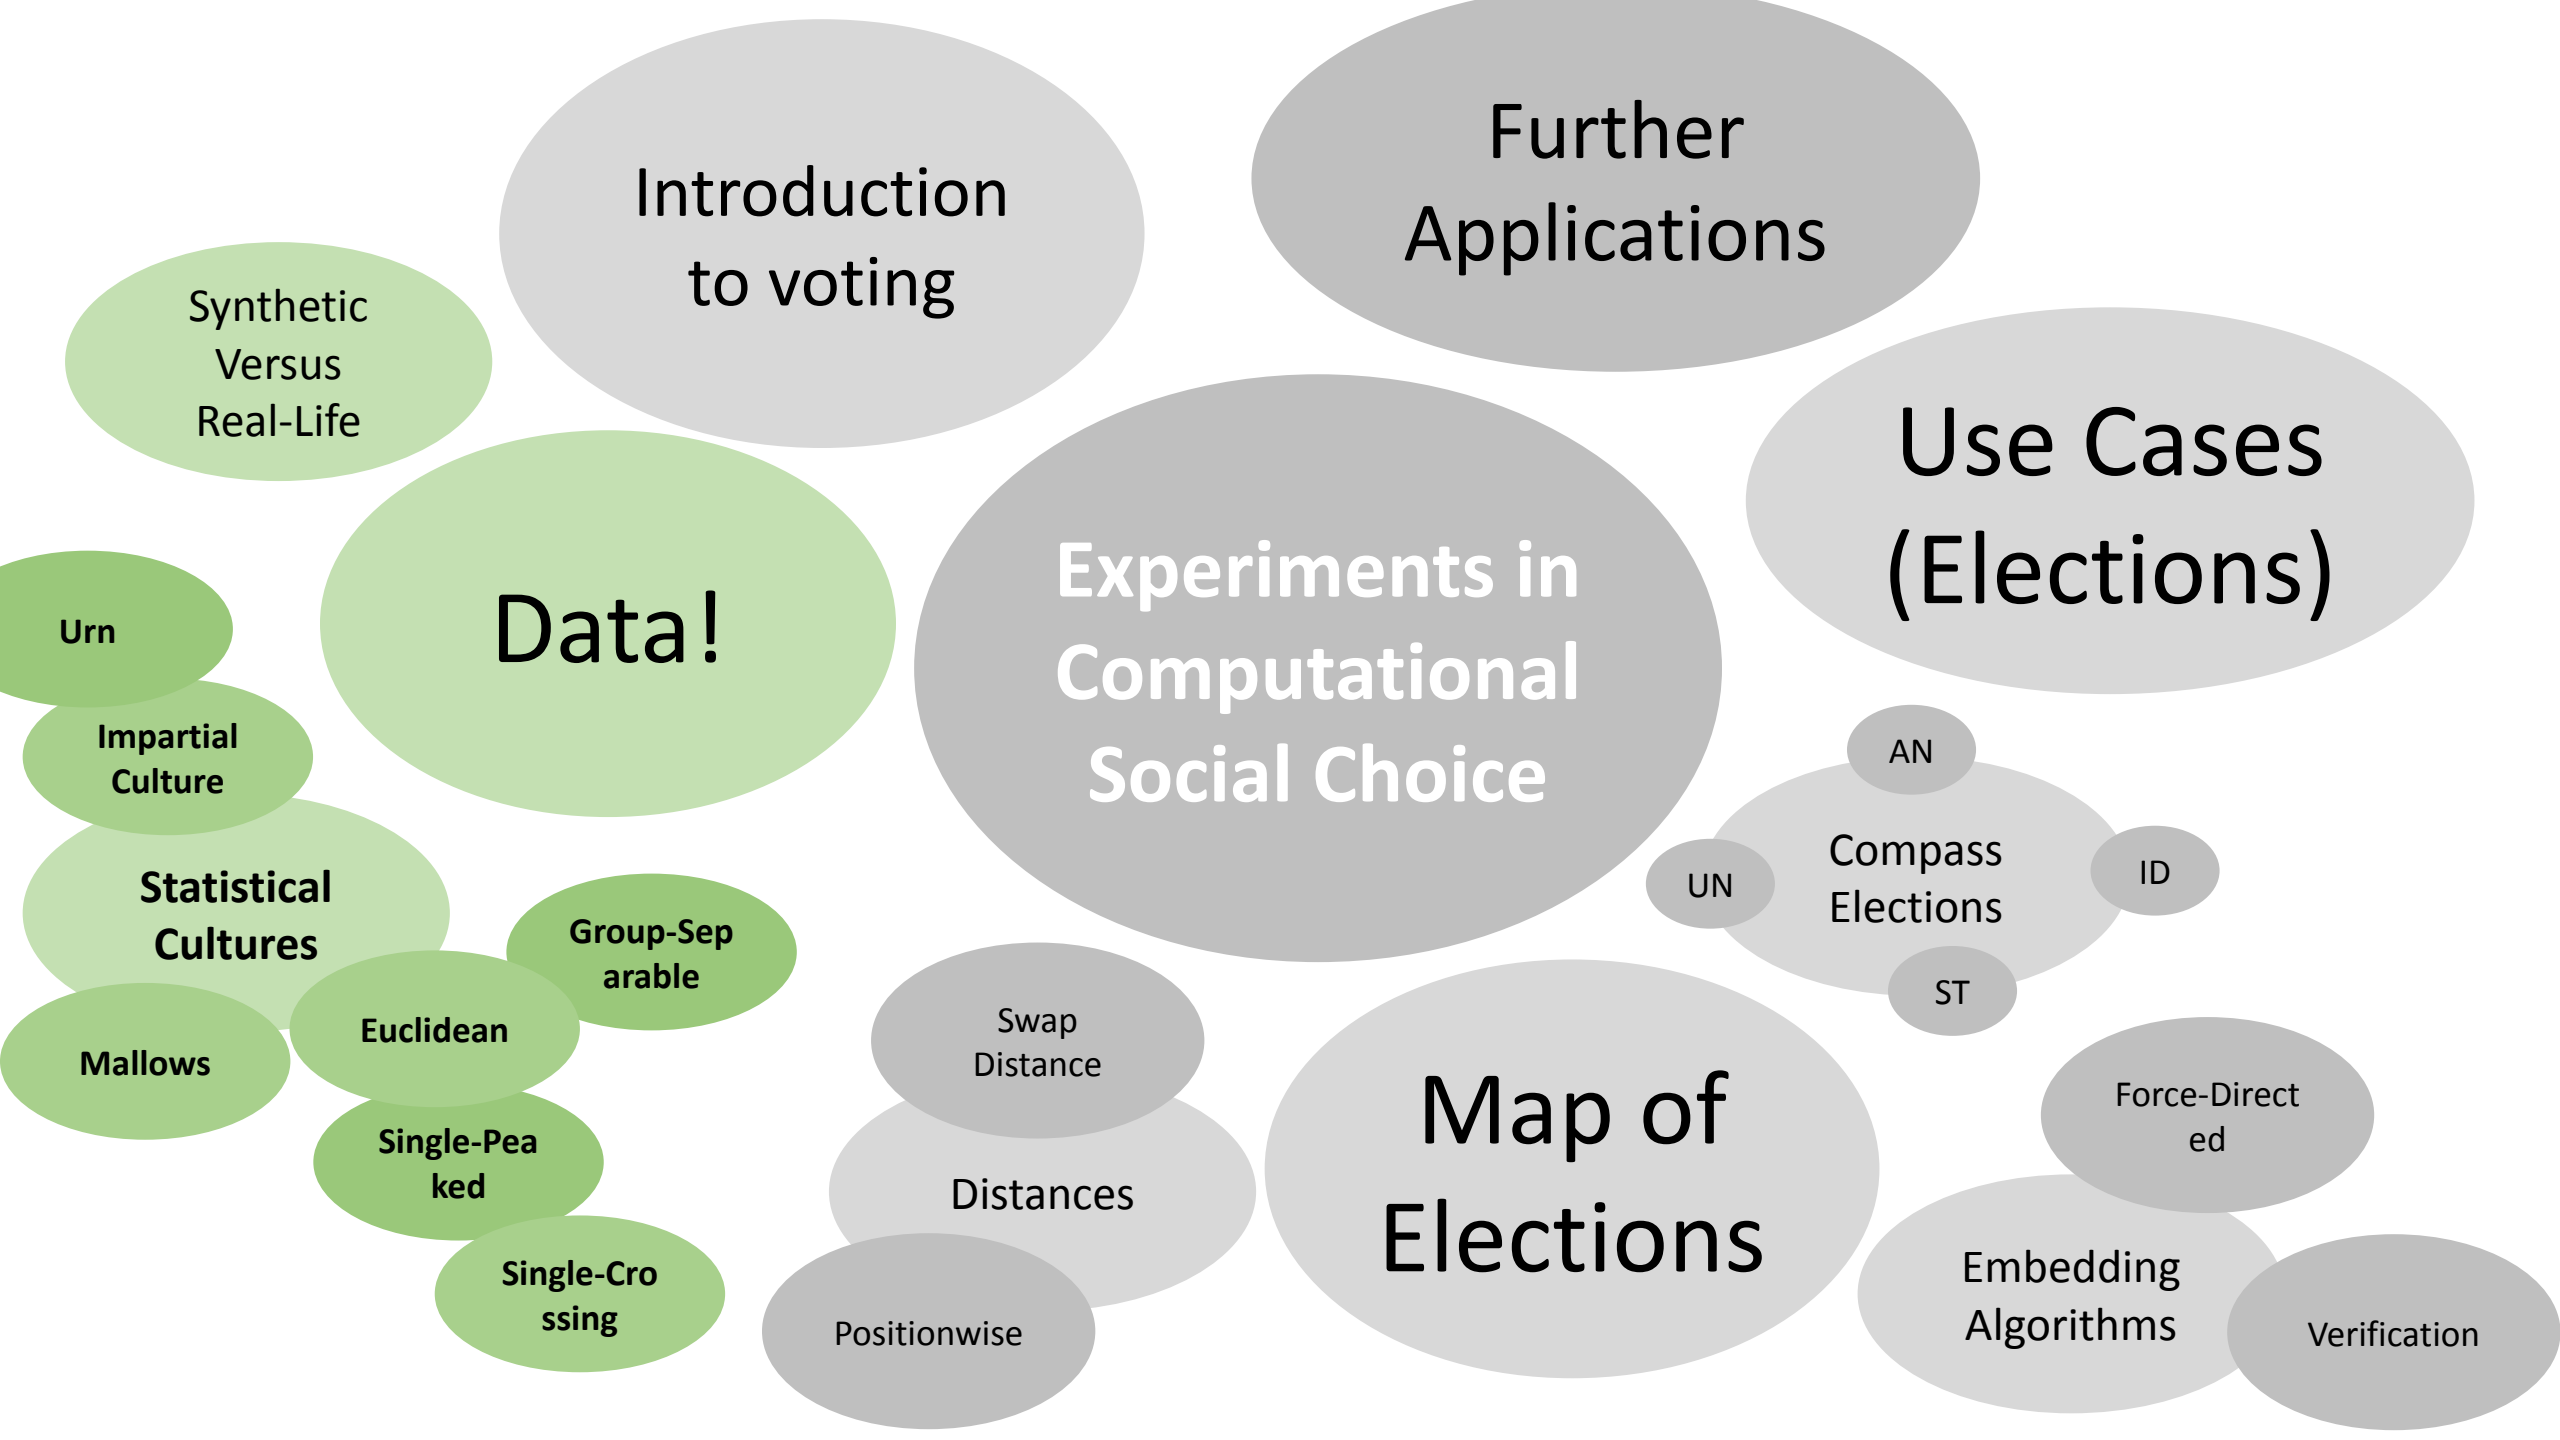 Introduction
to voting
Further
Applications
Synthetic
Versus
Real-Life
Data!
Experiments in
Computational
Social Choice
Use Cases
(Elections)
Urn
Impartial
Culture
Statistical
Cultures
Group-Sep
arable
Euclidean
Mallows
Single-Pea
ked
Single-Cro
ssing
Swap
Distance
Distances
Positionwise
Map of
Elections
AN
UN
Compass
Elections
ID
ST
Force-Direct
ed
Embedding
Algorithms
Verification